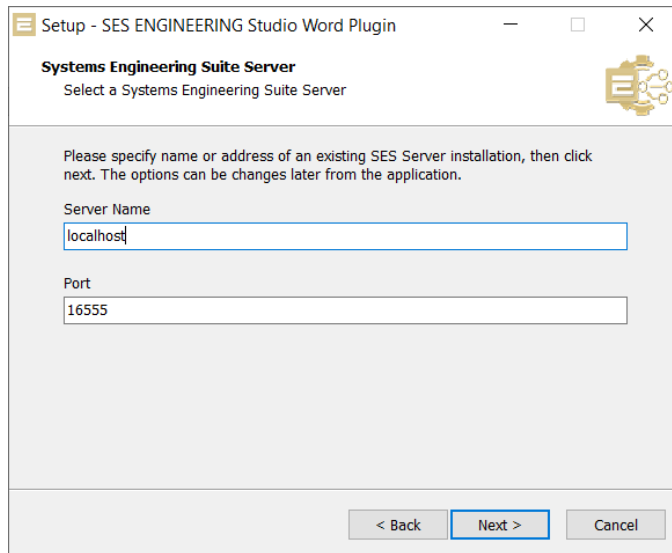 Setup - SES ENGINEERING Studio Word Plugin
Systems Engineering Suite Server
Select a Systems Engineering Suite Server
Please specify name or address of an existing SES Server installation, then click
next. The options can be changes later from the application.
Server Name
localhost
Port
16555
< Back
Next >
Cancel